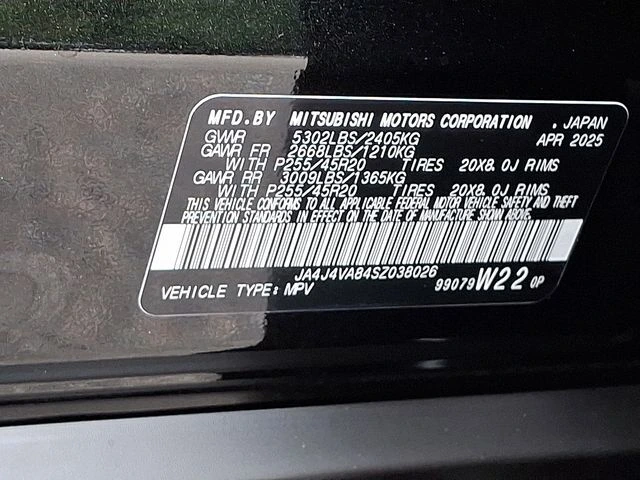 MFD.BY MITSUBISHI MOTORS CORPORATION . JAPAN
GVWR 5302LBS/2405KG APR 2025
GAWR FR 2668LBS/1210KG
WITH P255/45R20 TIRES 20X8.0J RIMS
GAWR RR 3009LBS/1365KG
WITH P255/45R20 TIRES 20X8.0J RIMS
THIS VEHICLE CONFORMS TO ALL APPLICABLE FEDERAL MOTOR VEHICLE SAFETY AND THEFT
PREVENTION STANDARDS IN EFFECT ON THE DATE OF MANUFACTURE SHOWN ABOVE.
JA4J4VA84SZ038026
VEHICLE TYPE: MPV 99079 W22 0P